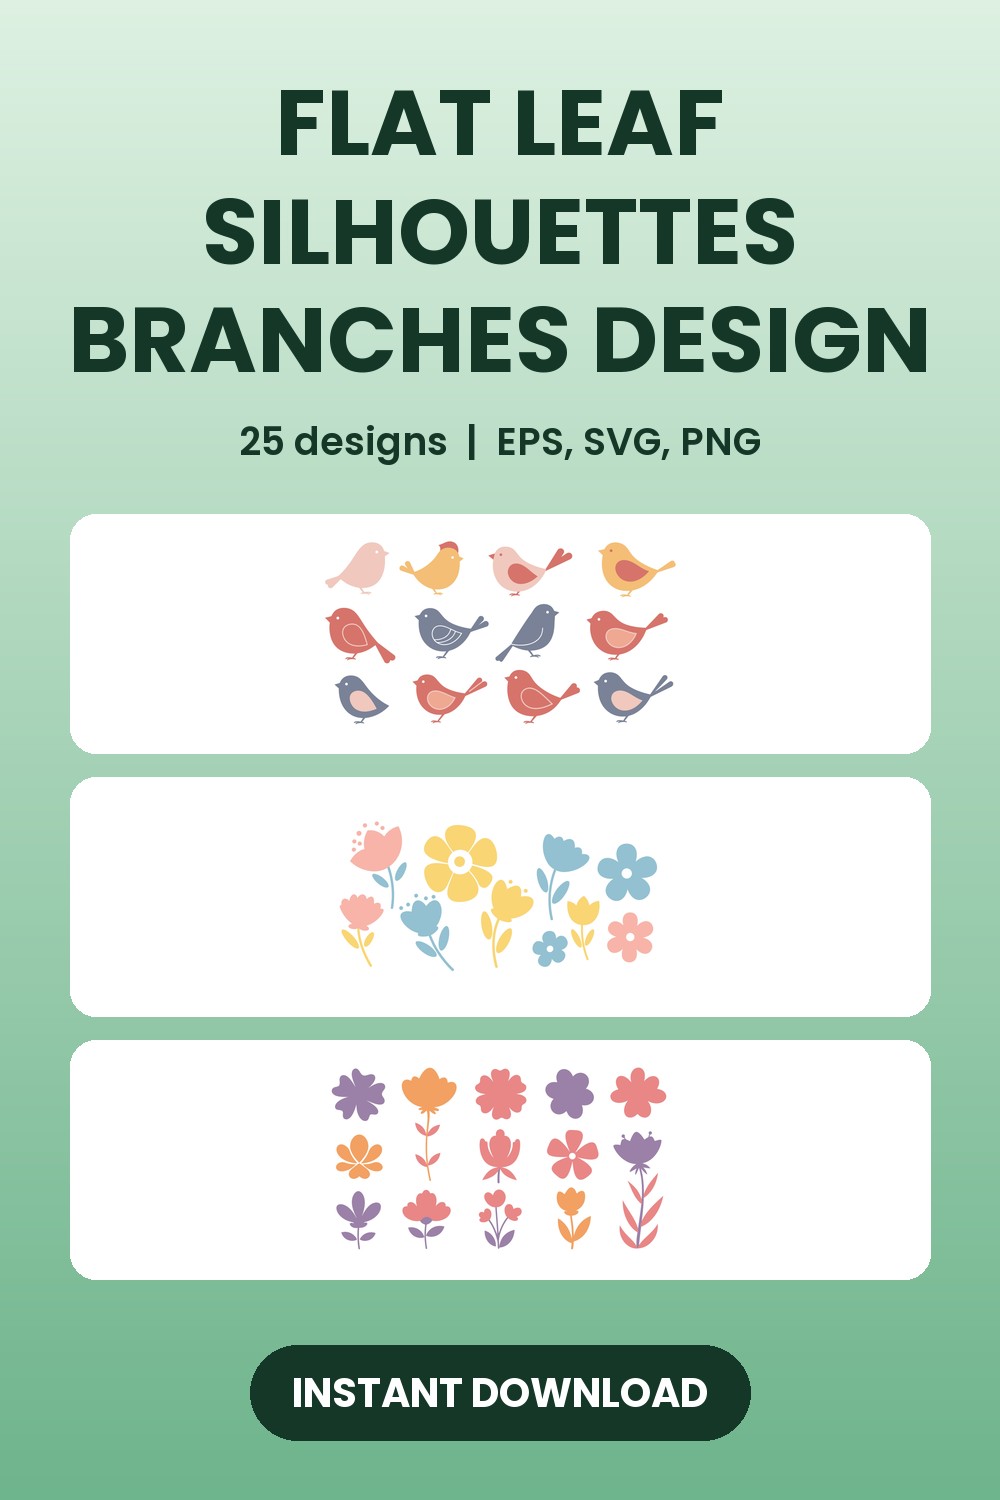 FLAT LEAF
SILHOUETTES
BRANCHES DESIGN
25 designs | EPS, SVG, PNG
INSTANT DOWNLOAD